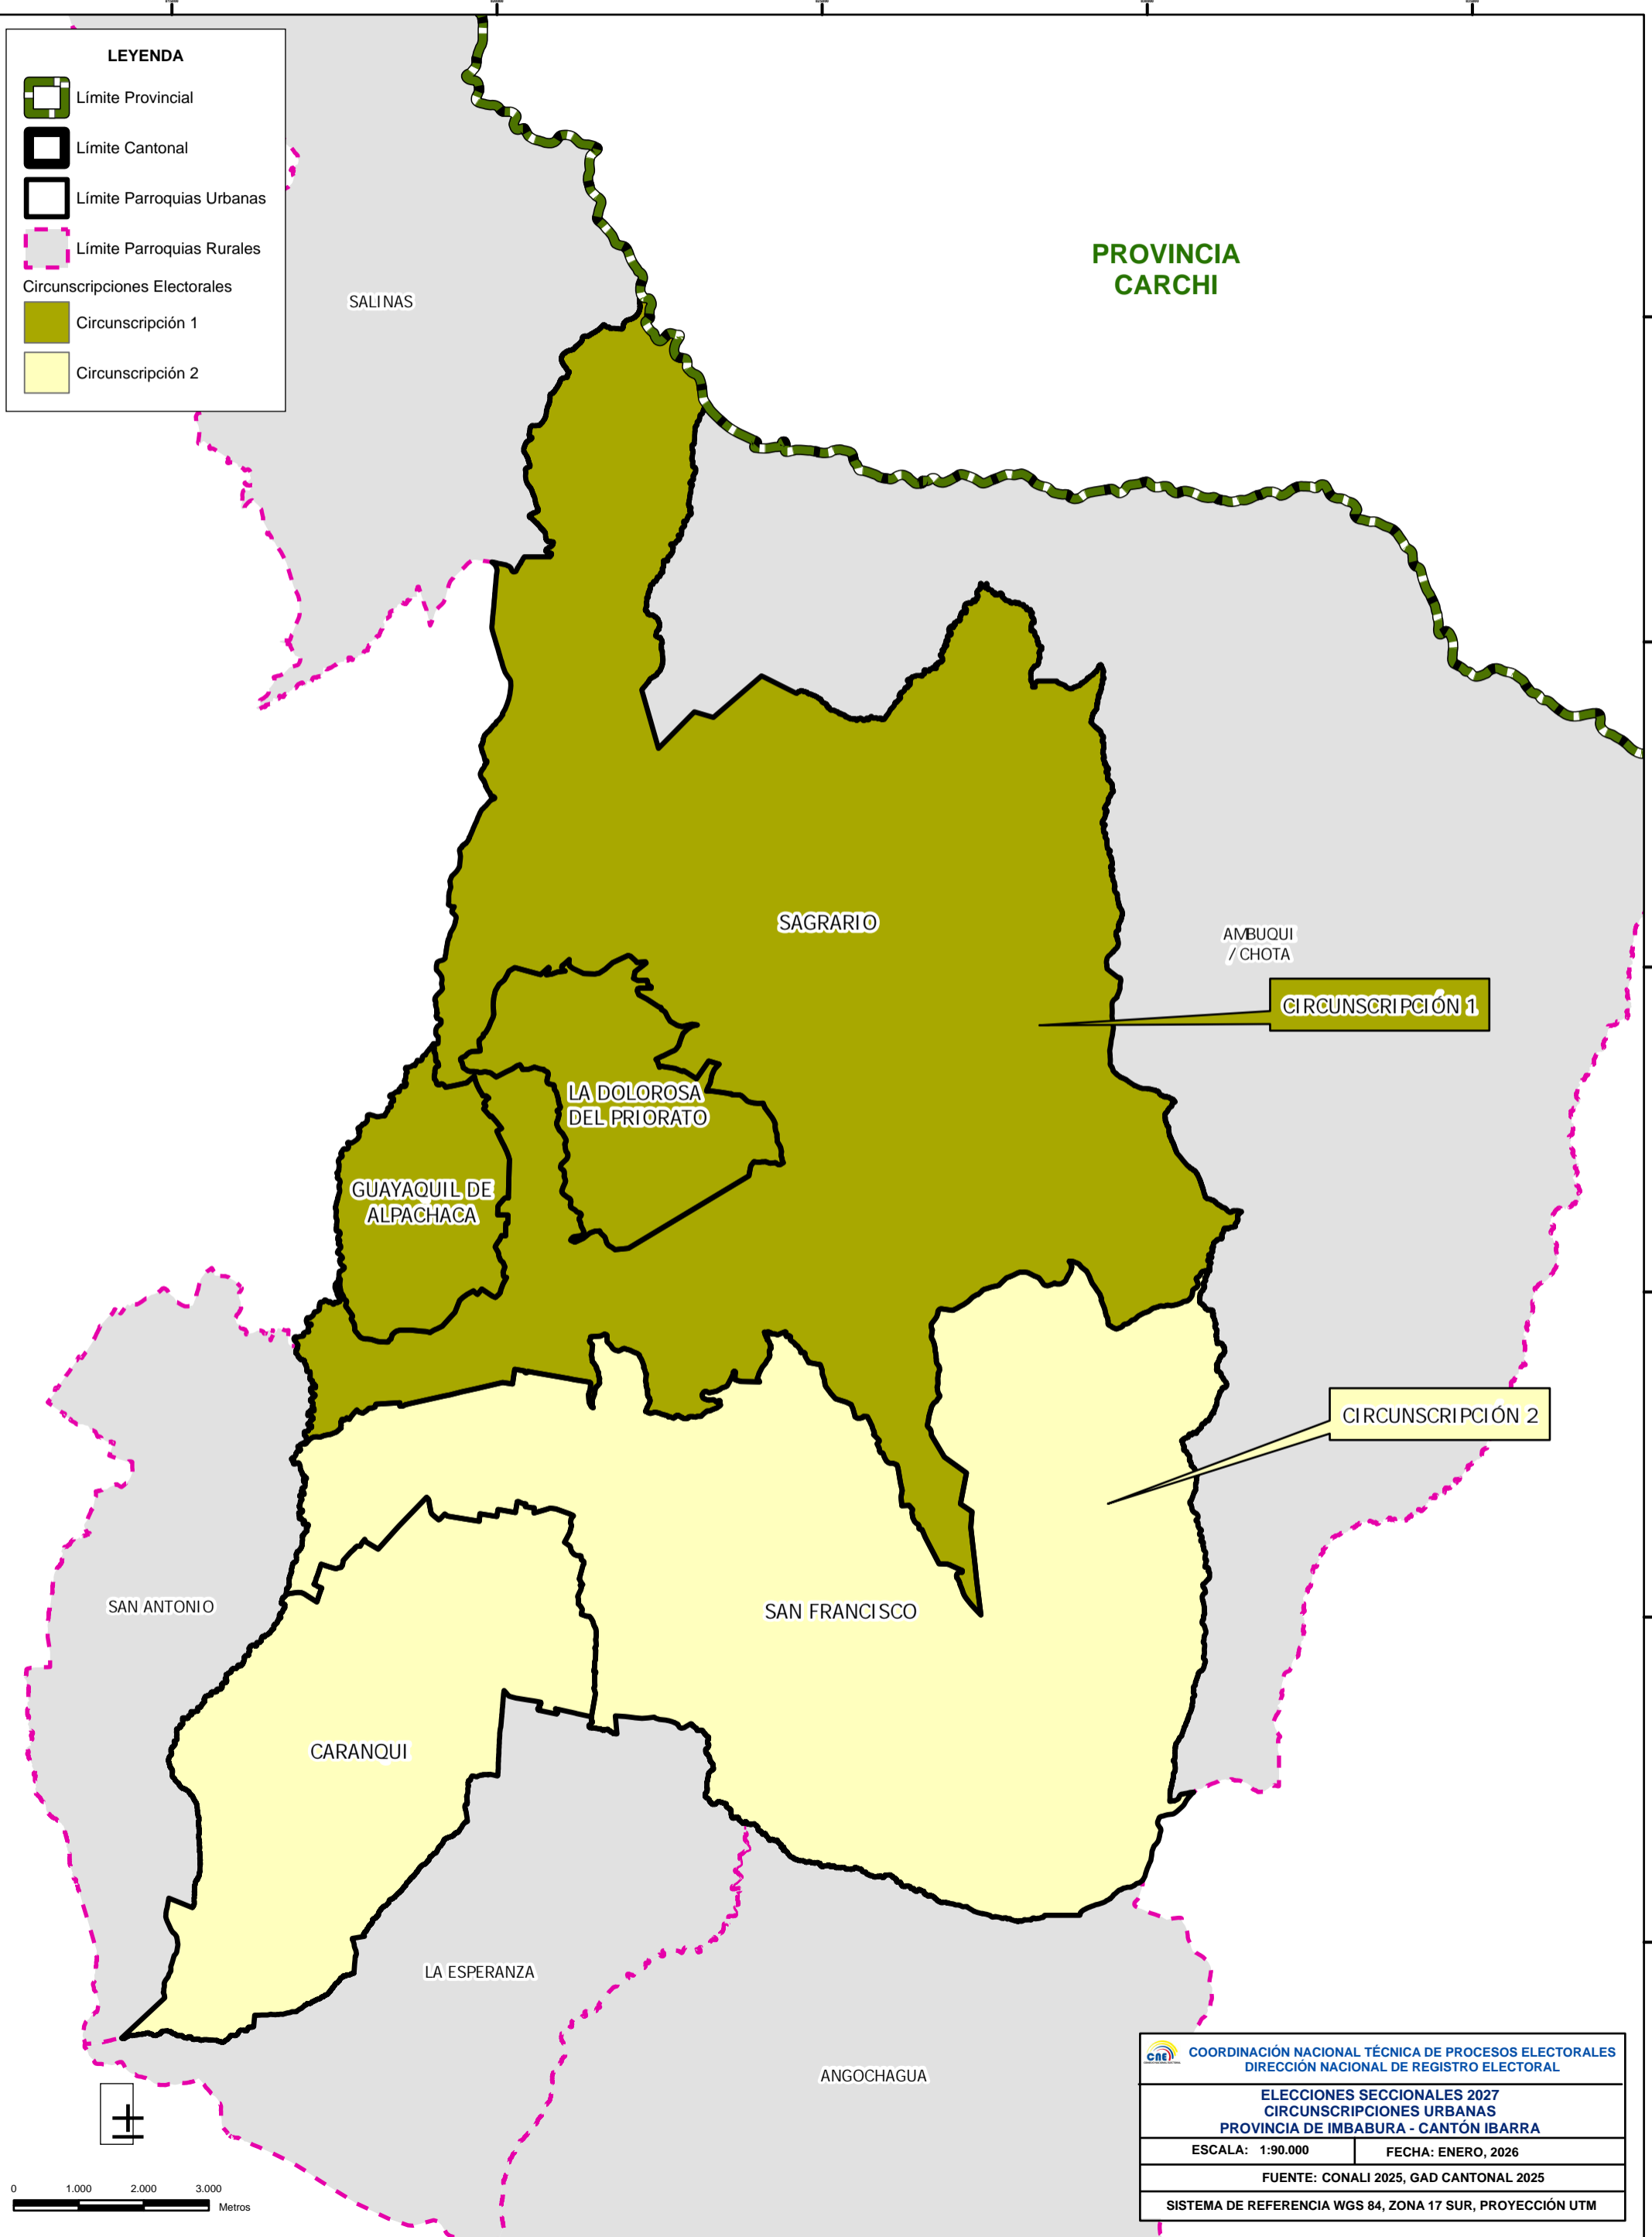 LEYENDA
Límite Provincial
Límite Cantonal
Límite Parroquias Urbanas
Límite Parroquias Rurales
Circunscripciones Electorales
Circunscripción 1
Circunscripción 2
PROVINCIA
CARCHI
SALINAS
SAGRARIO
AMBUQUI
/ CHOTA
CIRCUNSCRIPCIÓN 1
LA DOLOROSA
DEL PRIORATO
GUAYAQUIL DE
ALPACHACA
CIRCUNSCRIPCIÓN 2
SAN ANTONIO
SAN FRANCISCO
CARANQUI
LA ESPERANZA
ANGOCHAGUA
0 1.000 2.000 3.000
Metros
CNE
COORDINACIÓN NACIONAL TÉCNICA DE PROCESOS ELECTORALES
DIRECCIÓN NACIONAL DE REGISTRO ELECTORAL
ELECCIONES SECCIONALES 2027
CIRCUNSCRIPCIONES URBANAS
PROVINCIA DE IMBABURA - CANTÓN IBARRA
ESCALA: 1:90.000
FECHA: ENERO, 2026
FUENTE: CONALI 2025, GAD CANTONAL 2025
SISTEMA DE REFERENCIA WGS 84, ZONA 17 SUR, PROYECCIÓN UTM